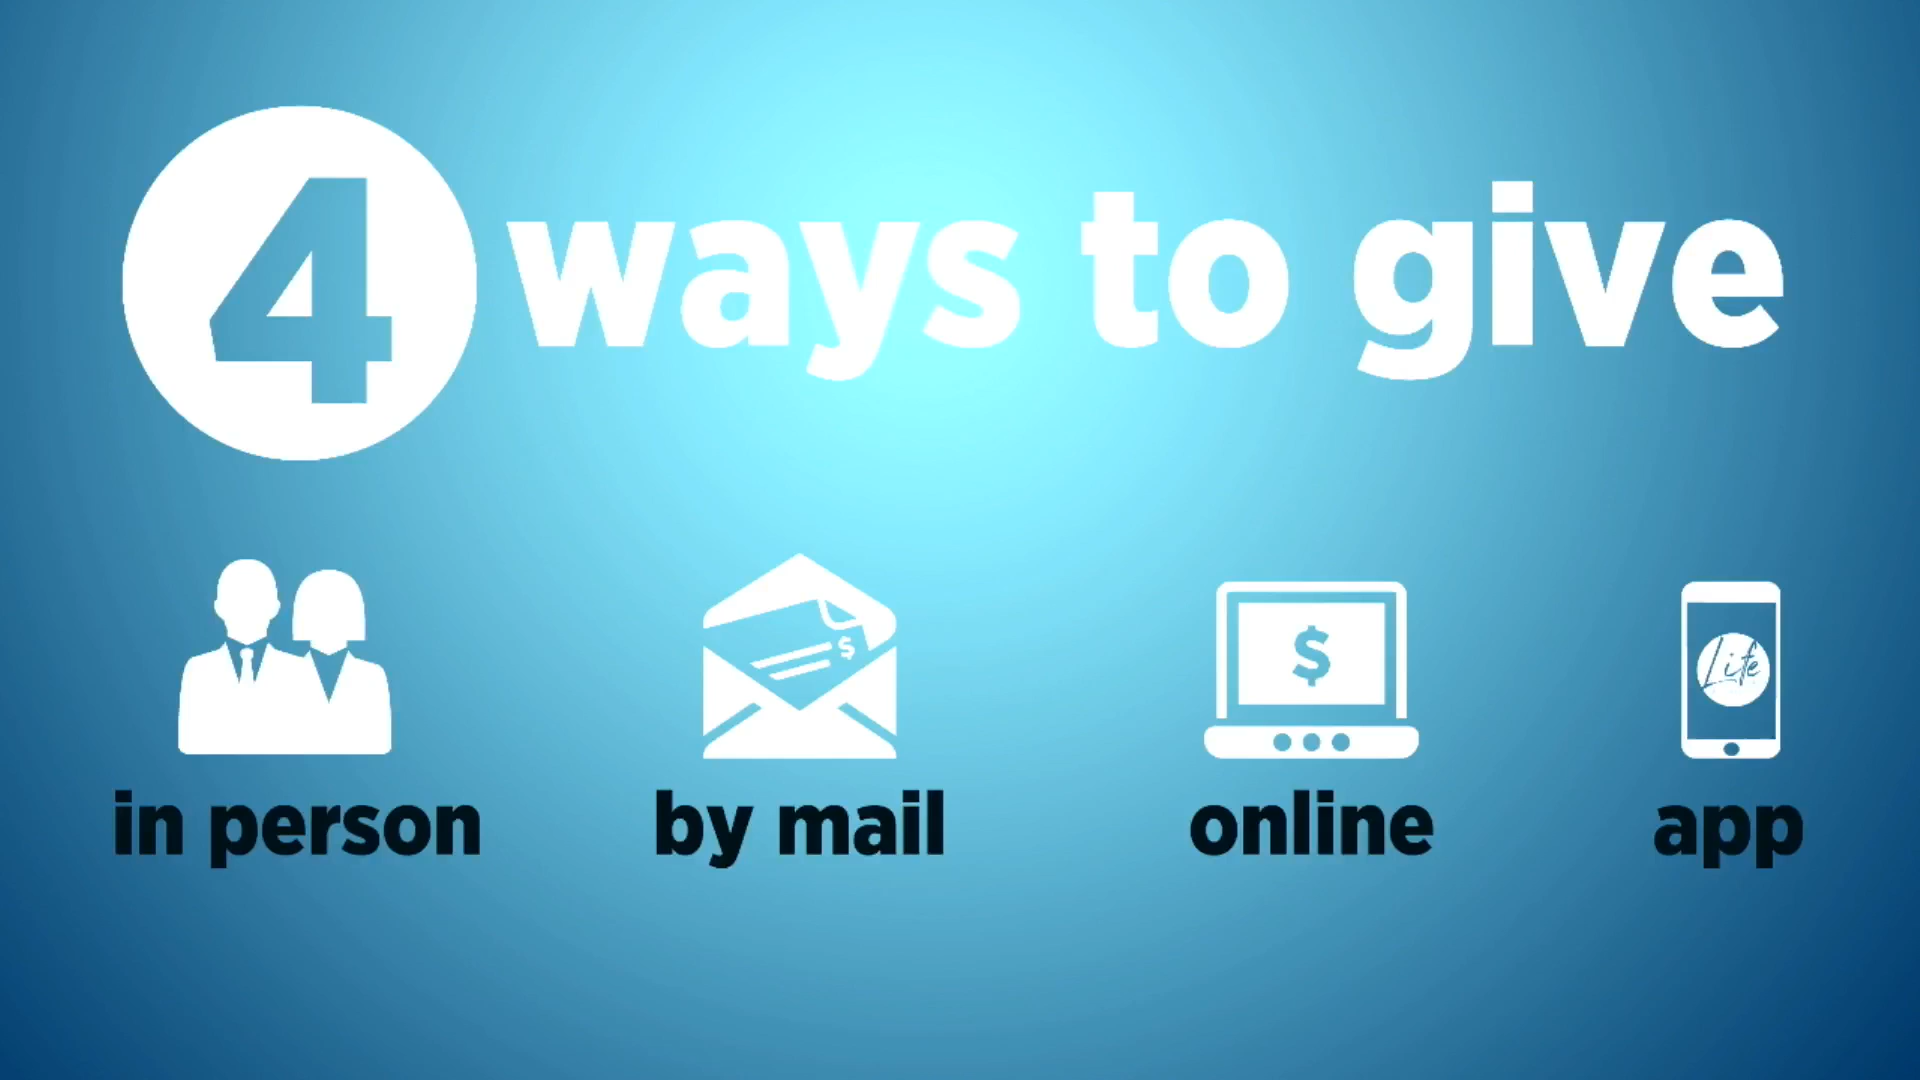 4 ways to give
$
$
Life
in person
by mail
online
app